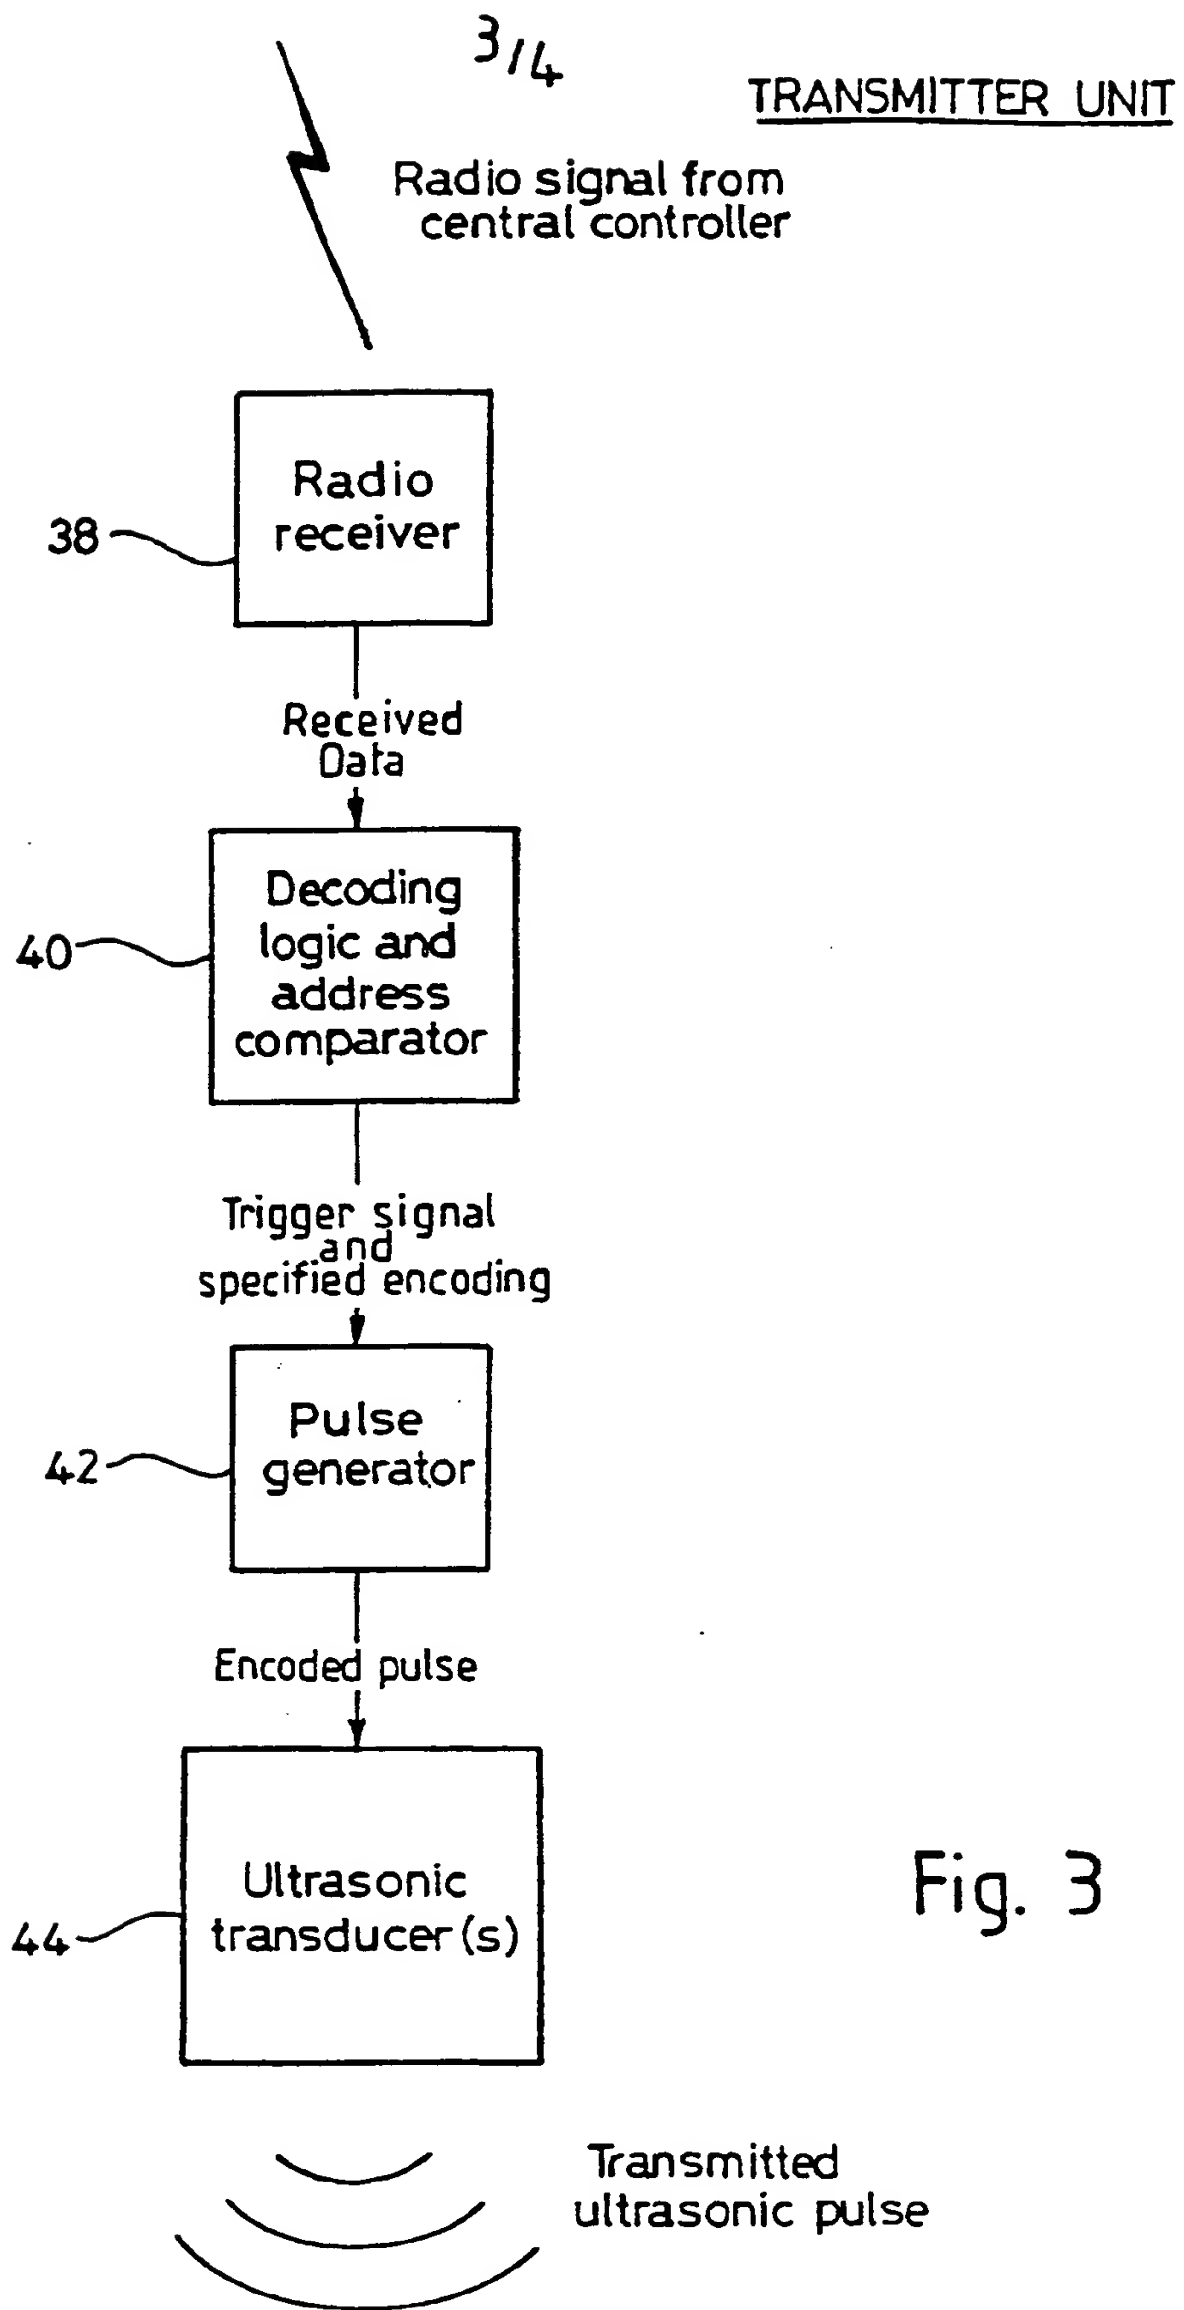 3/4
TRANSMITTER UNIT
Radio signal from
central controller
Radio
receiver
38
Received
Data
Decoding
logic and
address
comparator
40
Trigger signal
and
specified encoding
Pulse
generator
42
Encoded pulse
Ultrasonic
transducer(s)
44
Fig. 3
Transmitted
ultrasonic pulse